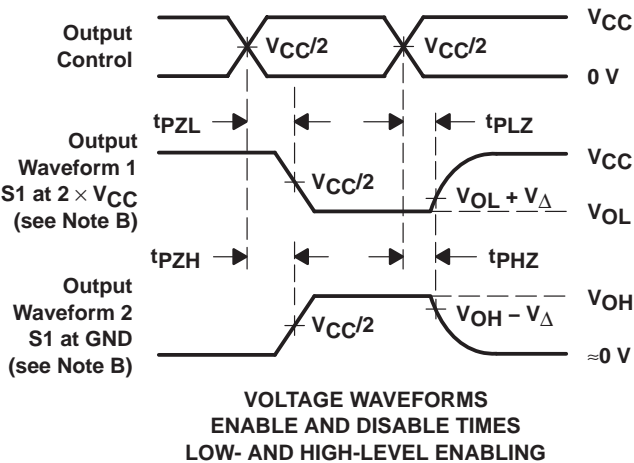 Output
Control
VCC/2
VCC/2
VCC
0 V
tPZL
tPLZ
Output
Waveform 1
S1 at 2 × VCC
(see Note B)
VCC/2
VCC
VOL + VΔ
VOL
tPZH
tPHZ
Output
Waveform 2
S1 at GND
(see Note B)
VCC/2
VOH
VOH − VΔ
≈0 V
VOLTAGE WAVEFORMS
ENABLE AND DISABLE TIMES
LOW- AND HIGH-LEVEL ENABLING